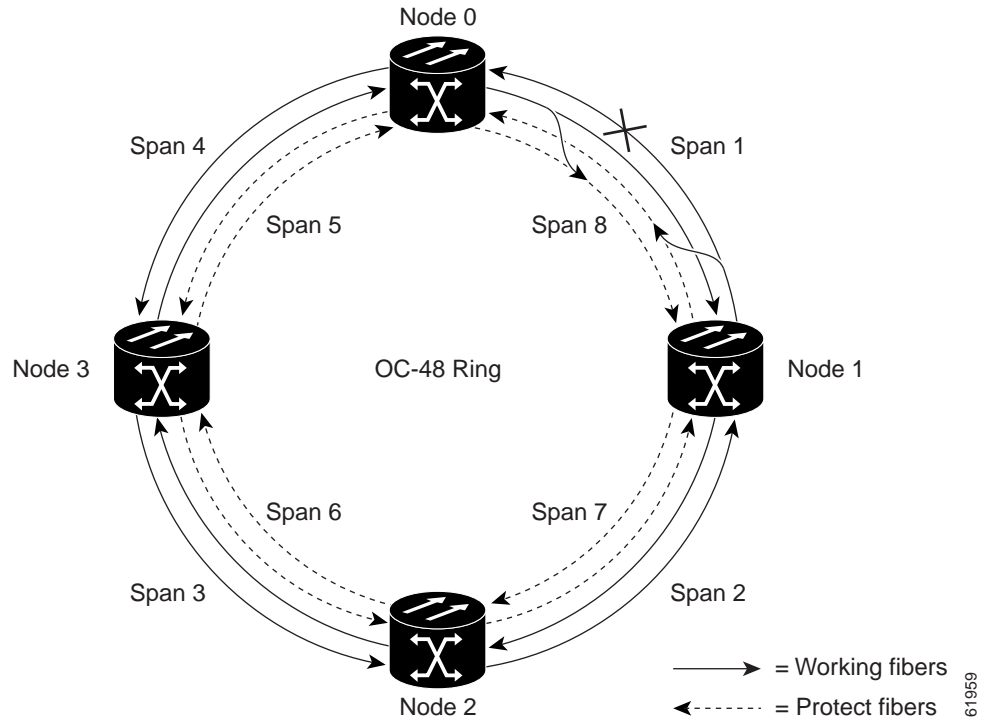 Node 0
Span 4
Span 1
Span 5
Span 8
Node 3
OC-48 Ring
Node 1
Span 6
Span 7
Span 3
Span 2
Node 2
= Working fibers
= Protect fibers
61959